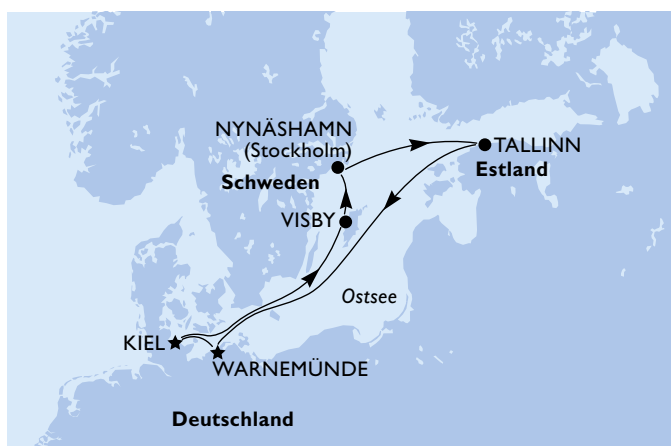 NYNÄSHAMN
(Stockholm)
TALLINN
Estland
Schweden
VISBY
Ostsee
KIEL
WARNEMÜNDE
Deutschland